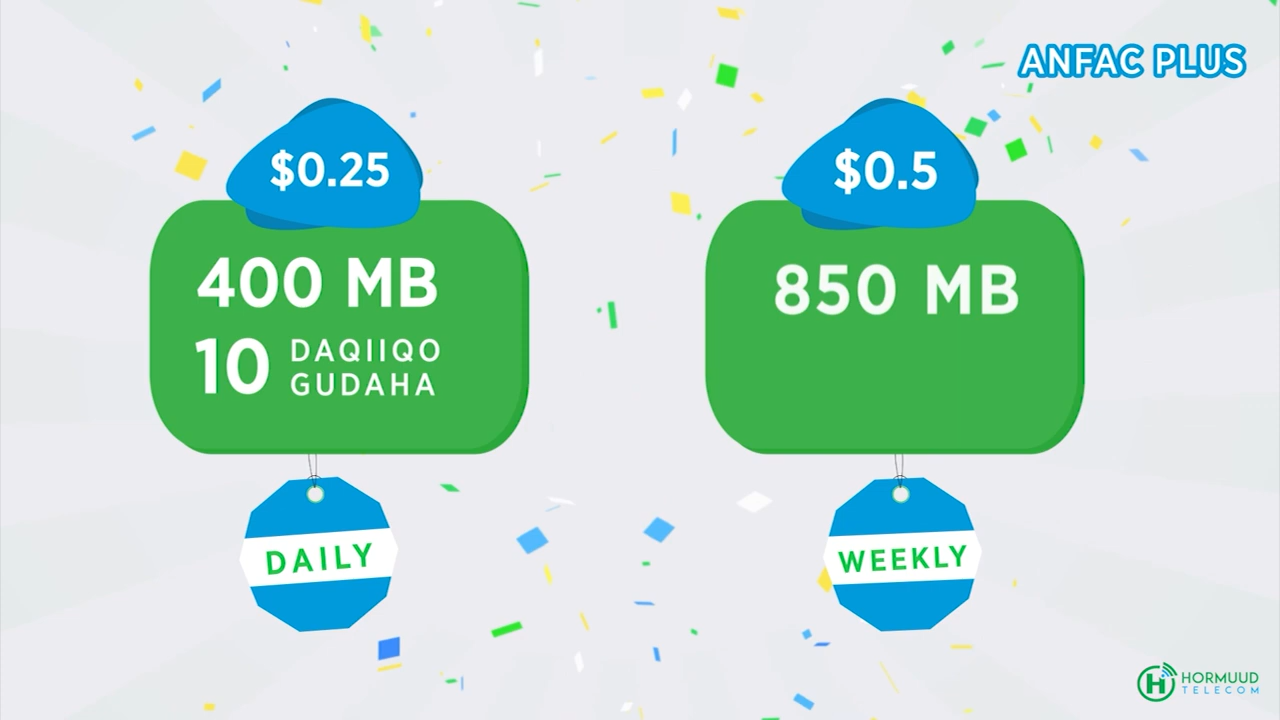 ANFAC PLUS
$0.25
400 MB
10 DAQIIQO
GUDAHA
DAILY
$0.5
850 MB
WEEKLY
HORMUUD
TELECOM